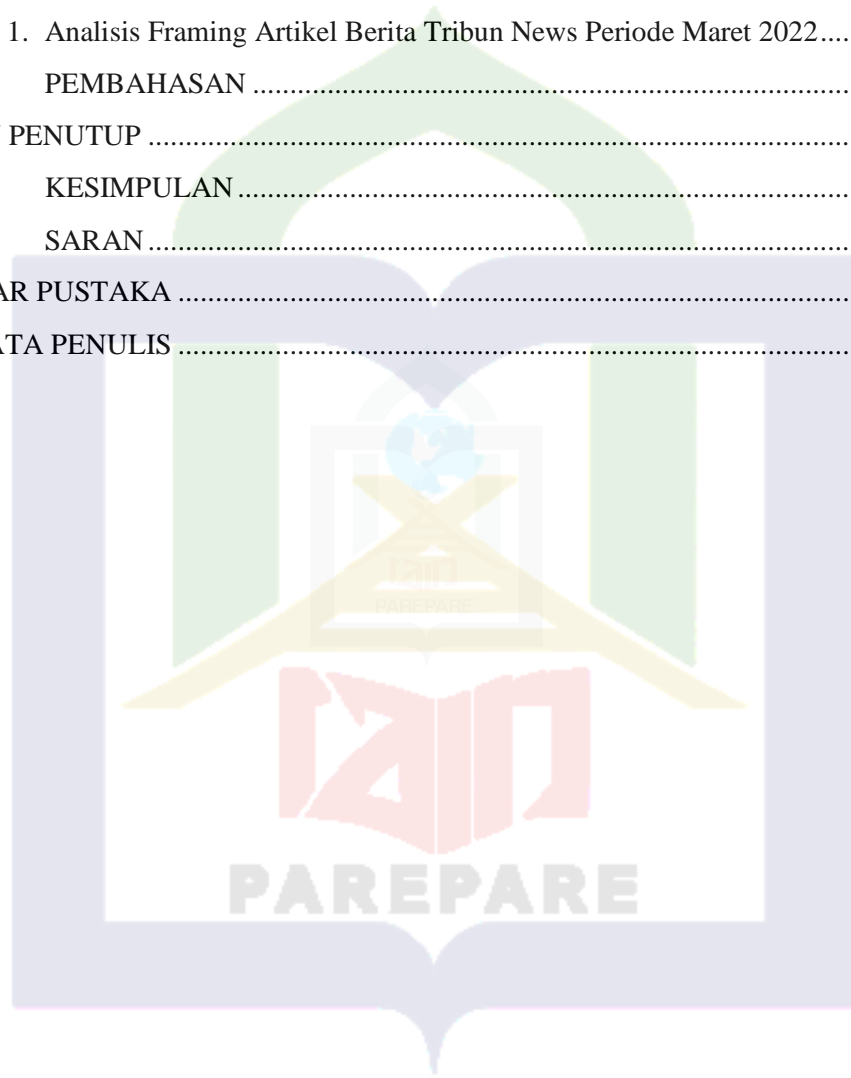 1. Analisis Framing Artikel Berita Tribun News Periode Maret 2022....
PEMBAHASAN ..........................................................................................
PENUTUP ......................................................................................................
KESIMPULAN ............................................................................................
SARAN .........................................................................................................
AR PUSTAKA ..................................................................................................
ATA PENULIS ..................................................................................................
PAREPARE
iain
PAREPARE